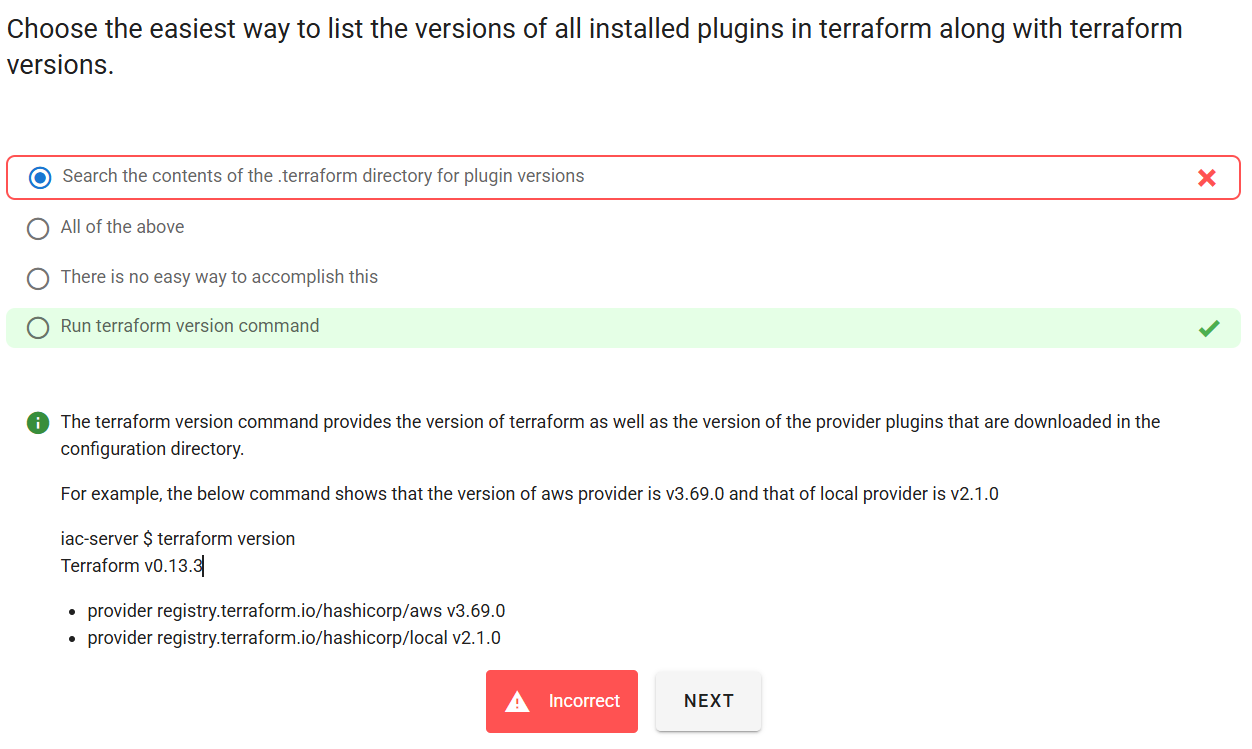 Choose the easiest way to list the versions of all installed plugins in terraform along with terraform
versions.
Search the contents of the .terraform directory for plugin versions
All of the above
There is no easy way to accomplish this
Run terraform version command
The terraform version command provides the version of terraform as well as the version of the provider plugins that are downloaded in the
configuration directory.
For example, the below command shows that the version of aws provider is v3.69.0 and that of local provider is v2.1.0
iac-server $ terraform version
Terraform v0.13.3
• provider registry.terraform.io/hashicorp/aws v3.69.0
• provider registry.terraform.io/hashicorp/local v2.1.0
Incorrect
NEXT